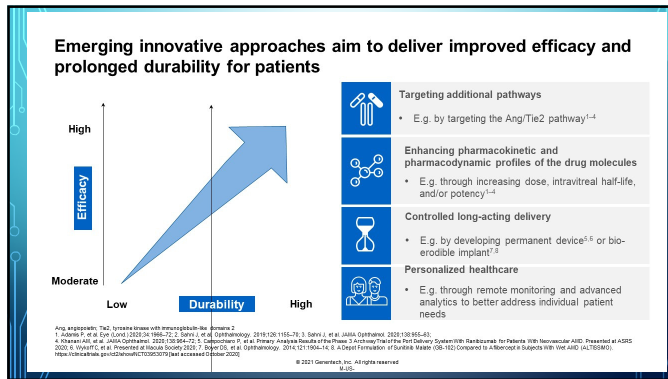 Emerging innovative approaches aim to deliver improved efficacy and
prolonged durability for patients
High
Efficacy
Moderate
Low
Durability
High
Targeting additional pathways
• E.g. by targeting the Ang/Tie2 pathway1–4
Enhancing pharmacokinetic and
pharmacodynamic profiles of the drug molecules
• E.g. through increasing dose, intravitreal half-life,
and/or potency1–4
Controlled long-acting delivery
• E.g. by developing permanent device5,6 or bio-
erodible implant7,8
Personalized healthcare
• E.g. through remote monitoring and advanced
analytics to better address individual patient
needs
Ang, angiopoietin; Tie2, tyrosine kinase with immunoglobulin-like domains 2
1. Adamis P, et al. Eye (Lond.) 2020;34:1966–72; 2. Sahni J, et al. Ophthalmology. 2019;126:1155–70; 3. Sahni J, et al. JAMA Ophthalmol. 2020;138:955–63;
4. Khanani AM, et al. JAMA Ophthalmol. 2020;138:964–72; 5. Campochiaro P, et al. Primary Analysis Results of the Phase 3 Archway Trial of the Port Delivery System With Ranibizumab for Patients With Neovascular AMD. Presented at ASRS
2020; 6. Wykoff C, et al. Presented at Macula Society 2020; 7. Boyer DS, et al. Ophthalmology. 2014;121:1904–14; 8. A Depot Formulation of Sunitinib Malate (GB-102) Compared to Aflibercept in Subjects With Wet AMD (ALTISSIMO).
https://clinicaltrials.gov/ct2/show/NCT03953079 [last accessed October 2020]
© 2021 Genentech, Inc. All rights reserved
M-US-